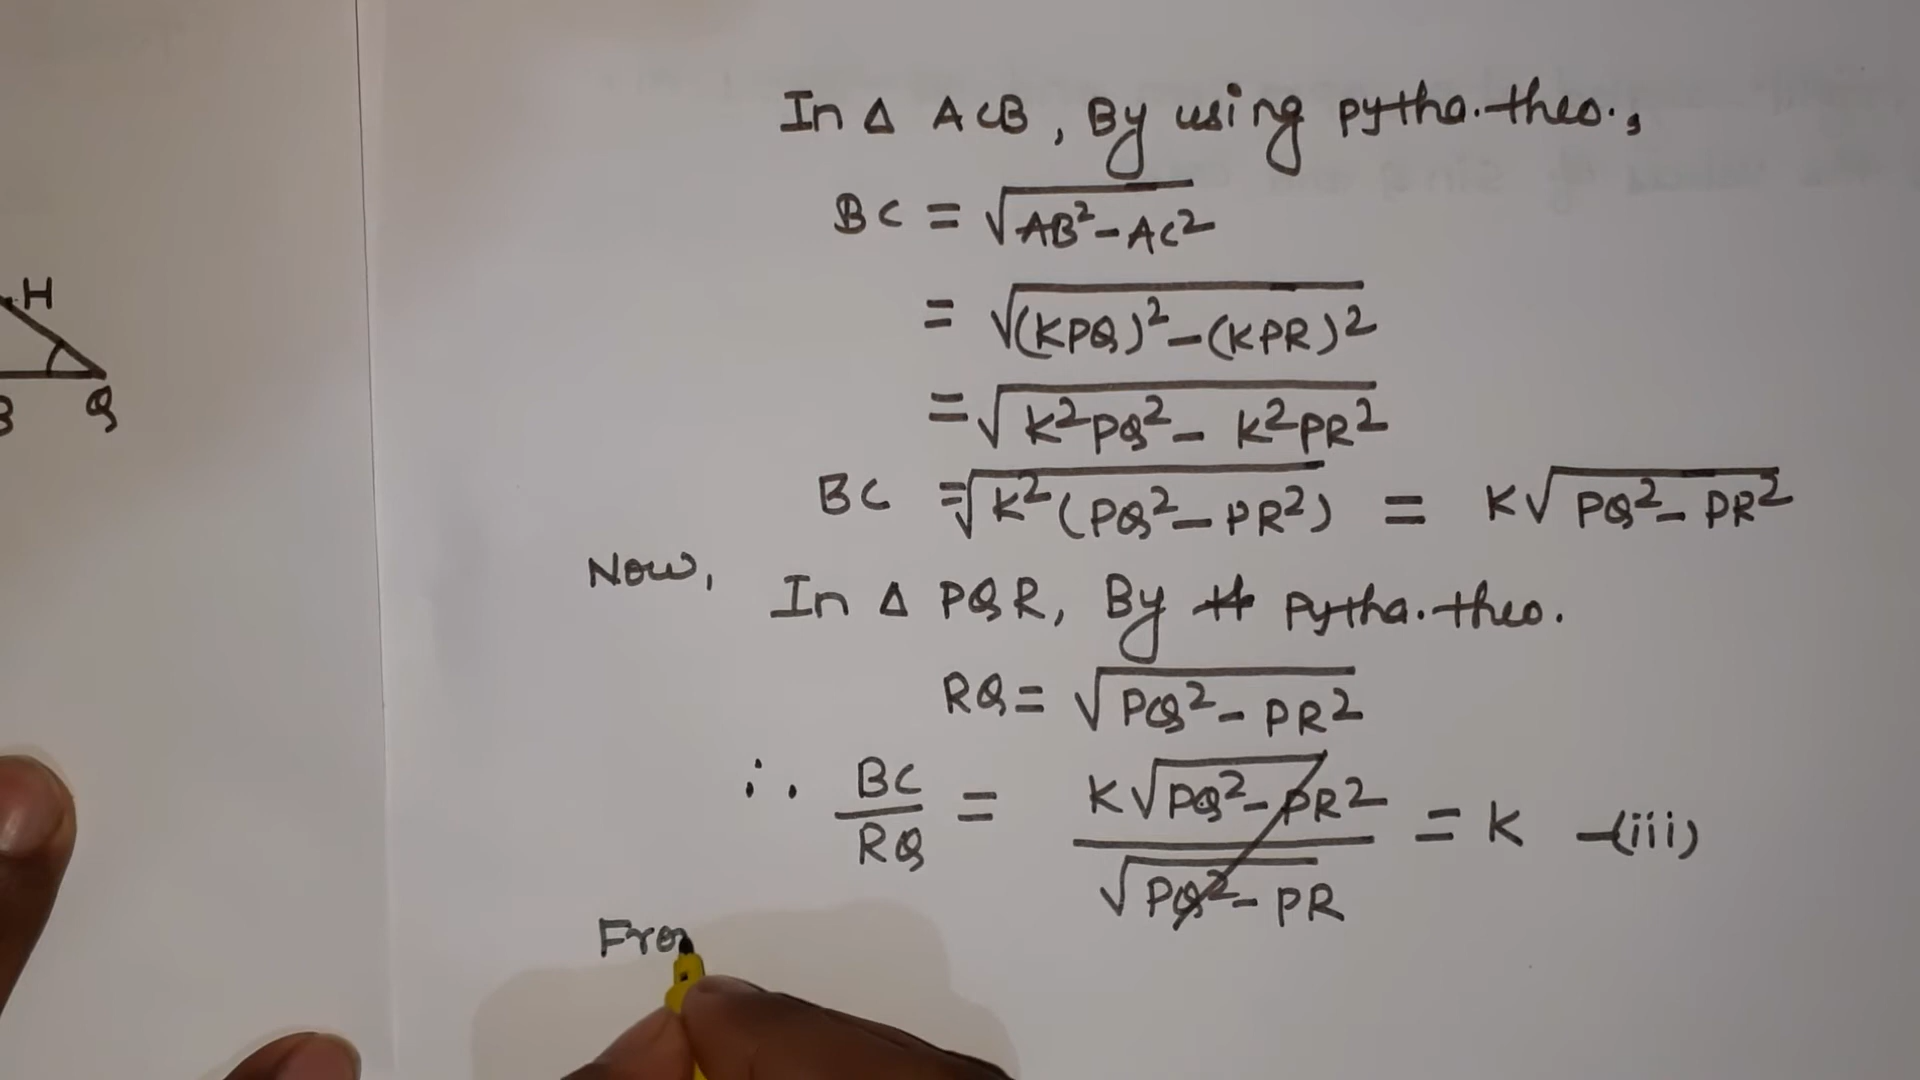 In Δ ACB, By using pytha.theo.,
BC = √AB²-AC²
= √(KPQ)²-(KPR)²
= √K²PQ²- K²PR²
BC = √K²(PQ²-PR²) = K√PQ²-PR²
Now,
In Δ PQR, By pytha.theo.
RQ = √PQ²-PR²
∴ BC/RQ = K√PQ²-PR²/√PQ²-PR = K -(iii)
From
H
B Q